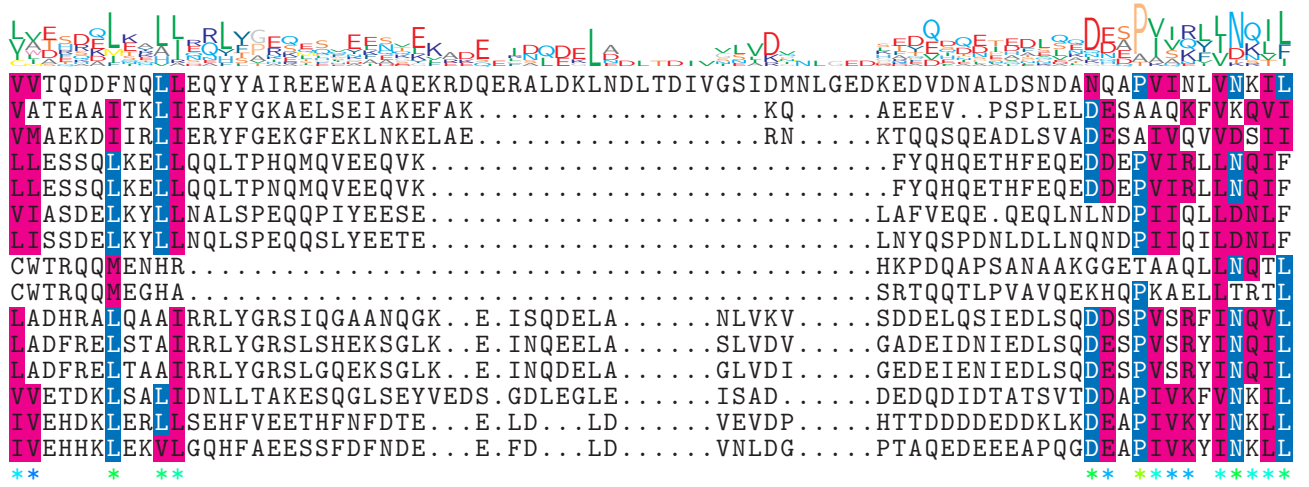 VVTQDDFNQLLEQYYAIREEWEAAQEKRDQERALDKLNDLTDIVGSIDMNLGEDKEDVDNALDSNDANQAPVINLVNKIL
VATEAAITKLIERFYGKAELSEIAKEFAK..................KQ.....AEEEV..PSPLELDESAAQKFVKQVI
VMAEKDIIRLIERYFGEKGFEKLNKELAE..................RN.....KTQQSQEADLSVADESAIVQVVDSII
LLESSQLKELLQQLTPHQMQVEEQVK.............................FYQHQETHFEQEDDEPVIRLLNQIF
LLESSQLKELLQQLTPNQMQVEEQVK.............................FYQHQETHFEQEDDEPVIRLLNQIF
VIASDELKYLLNALSPEQQPIYEESE............................LAFVEQE.QEQLNLNDPIIQLLDNLF
LISSDELKYLLNQLSPEQQSLYEETE............................LNYQSPDNLDLLNQNDPIIQILDNLF
CWTRQQMENHR...........................................HKPDQAPSANAAKGGETAAQLLNQTL
CWTRQQMEGHA...........................................SRTQQTLPVAVQEKHQPKAELLTRTL
LADHRALQAAIRRLYGRSIQGAANQGK..E.ISQDELA......NLVKV.....SDDELQSIEDLSQDDSPVSRFINQVL
LADFRELSTAIRRLYGRSLSHEKSGLK..E.INQEELA......SLVDV.....GADEIDNIEDLSQDESPVSRYINQIL
LADFRELTAAIRRLYGRSLGQEKSGLK..E.INQDELA......GLVDI.....GEDEIENIEDLSQDESPVSRYINQIL
VVETDKLSALIDNLLTAKESQGLSEYVEDS.GDLEGLE......ISAD......DEDQDIDTATSVTDDAPIVKFVNKIL
IVEHDKLERLLSEHFVEETHFNFDTE...E.LD...LD......VEVDP.....HTTDDDDEDDKLKDEAPIVKYINKLL
IVEHHKLEKVLGQHFAEESSFDFNDE...E.FD...LD......VNLDG.....PTAQEDEEEAPQGDEAPIVKYINKLL
** * ** ** ***** *****